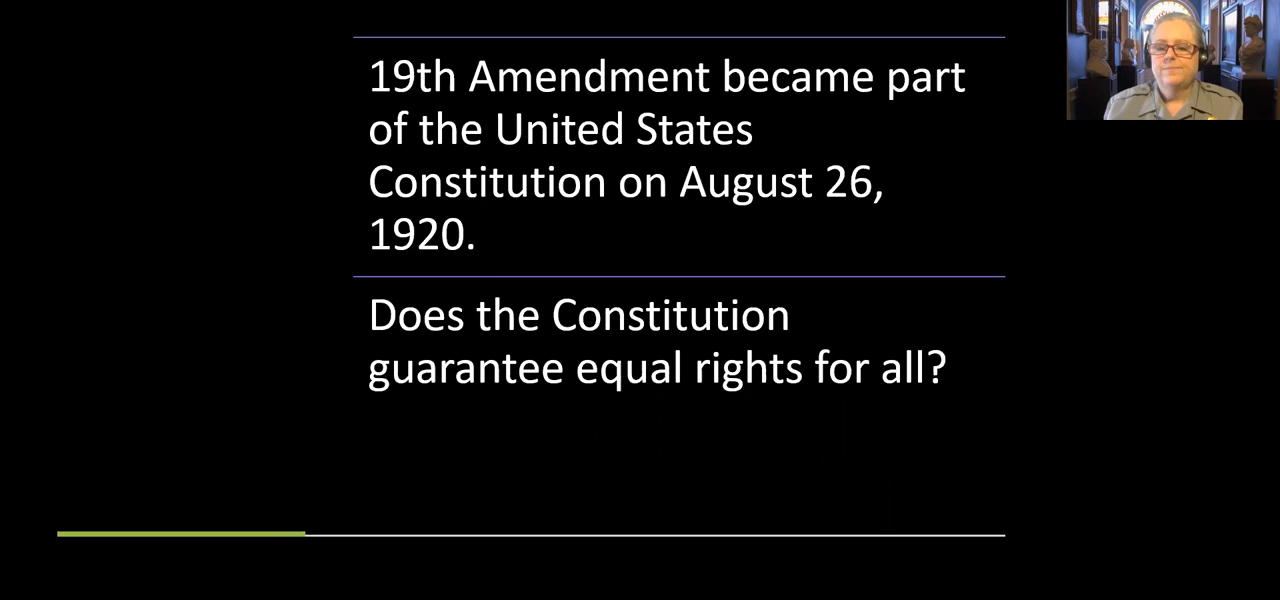 19th Amendment became part
of the United States
Constitution on August 26,
1920.
Does the Constitution
guarantee equal rights for all?